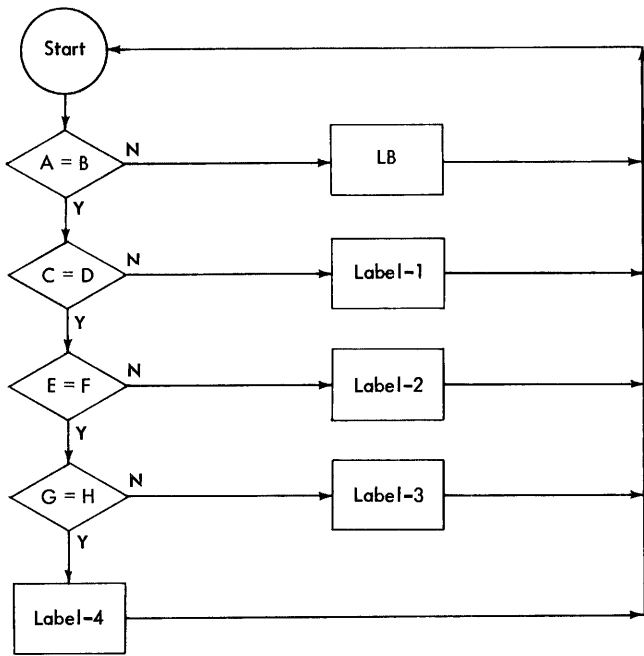 Start
A = B
N
LB
Y
C = D
N
Label-1
Y
E = F
N
Label-2
Y
G = H
N
Label-3
Y
Label-4